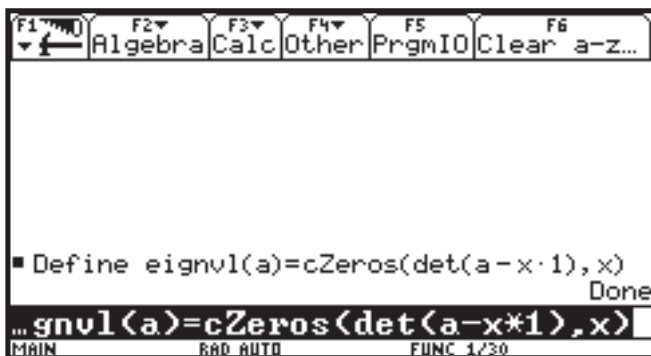 F1 F2 F3 F4 F5 F6
Algebra Calc Other PrgmIO Clear a-z…
▪ Define eignvl(a)=cZeros(det(a-x·1),x)
Done
…gnvl(a)=cZeros(det(a-x*1),x)
MAIN RAD AUTO FUNC 1/30